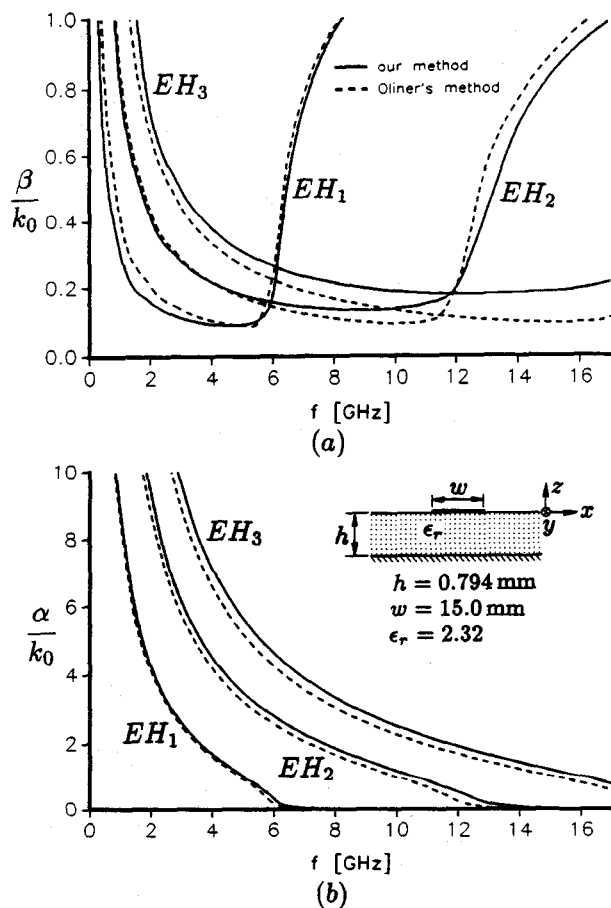 1.0
0.8
0.6
0.4
0.2
0.0
β/k₀
our method
Oliner's method
EH₃
EH₁
EH₂
0 2 4 6 8 10 12 14 16
f [GHz]
(a)
10
8
6
4
2
0
α/k₀
w
z
x
y
h
ϵᵣ
h = 0.794 mm
w = 15.0 mm
ϵᵣ = 2.32
EH₃
EH₁
EH₂
0 2 4 6 8 10 12 14 16
f [GHz]
(b)